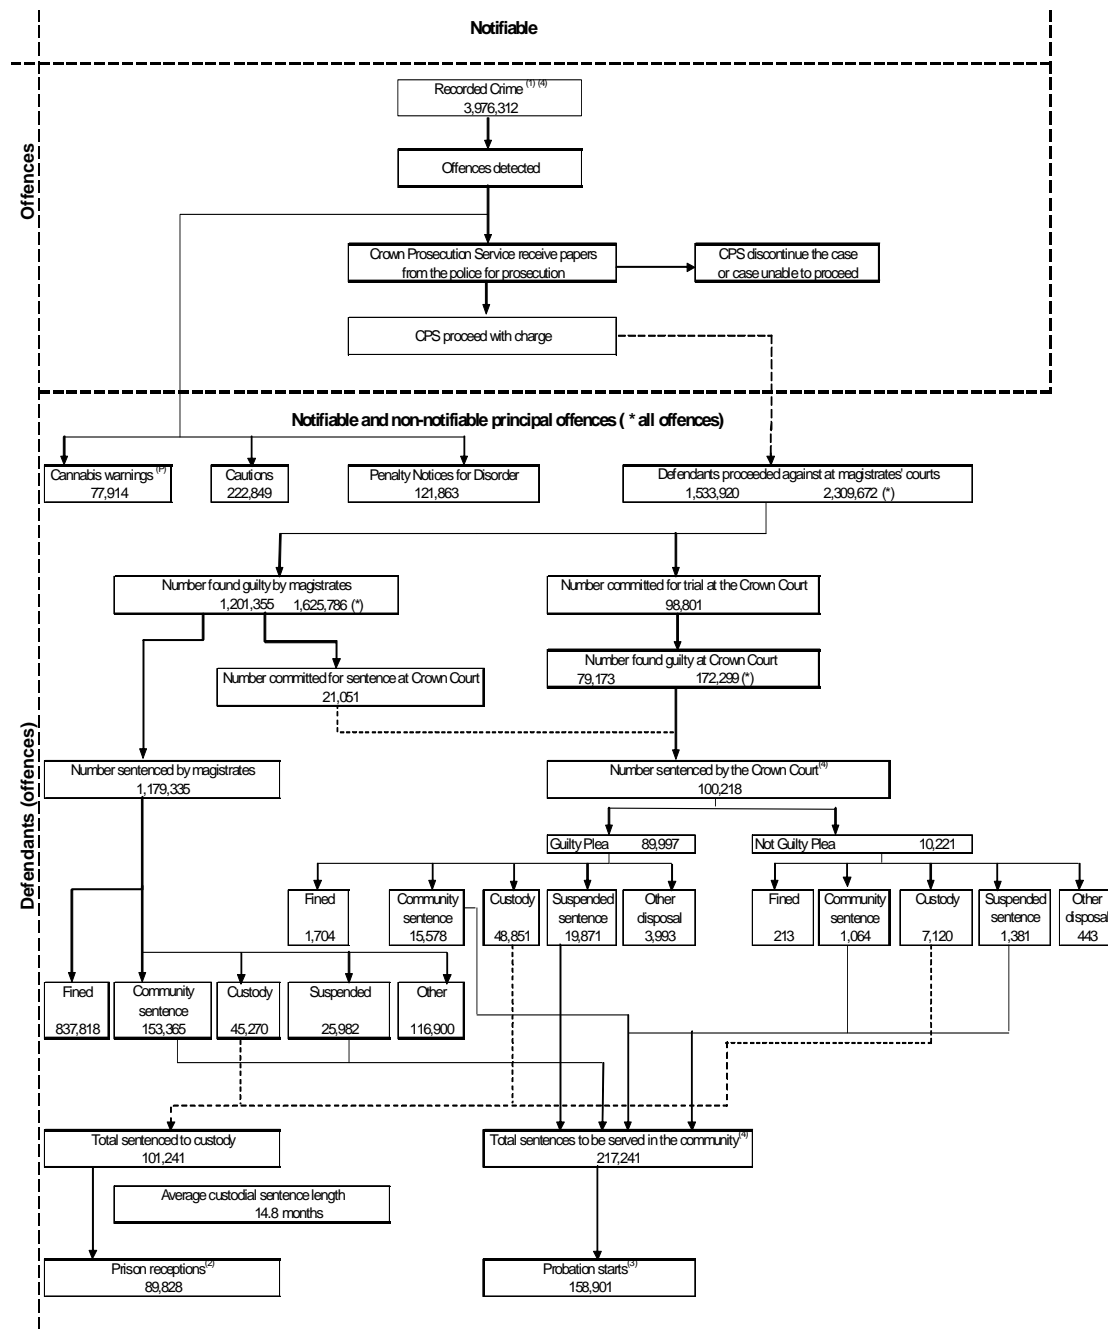 Notifiable
Offences
Recorded Crime (1) (4)
3,976,312
Offences detected
Crown Prosecution Service receive papers
from the police for prosecution
CPS discontinue the case
or case unable to proceed
CPS proceed with charge
Notifiable and non-notifiable principal offences ( * all offences)
Defendants (offences)
Cannabis warnings (P)
77,914
Cautions
222,849
Penalty Notices for Disorder
121,863
Defendants proceeded against at magistrates' courts
1,533,920 2,309,672 (*)
Number found guilty by magistrates
1,201,355 1,625,786 (*)
Number committed for trial at the Crown Court
98,801
Number found guilty at Crown Court
79,173 172,299 (*)
Number committed for sentence at Crown Court
21,051
Number sentenced by magistrates
1,179,335
Number sentenced by the Crown Court(4)
100,218
Guilty Plea 89,997
Not Guilty Plea 10,221
Fined
1,704
Community
sentence
15,578
Custody
48,851
Suspended
sentence
19,871
Other
disposal
3,993
Fined
213
Community
sentence
1,064
Custody
7,120
Suspended
sentence
1,381
Other
disposal
443
Fined
837,818
Community
sentence
153,365
Custody
45,270
Suspended
25,982
Other
116,900
Total sentenced to custody
101,241
Total sentences to be served in the community(4)
217,241
Average custodial sentence length
14.8 months
Prison receptions(2)
89,828
Probation starts(3)
158,901